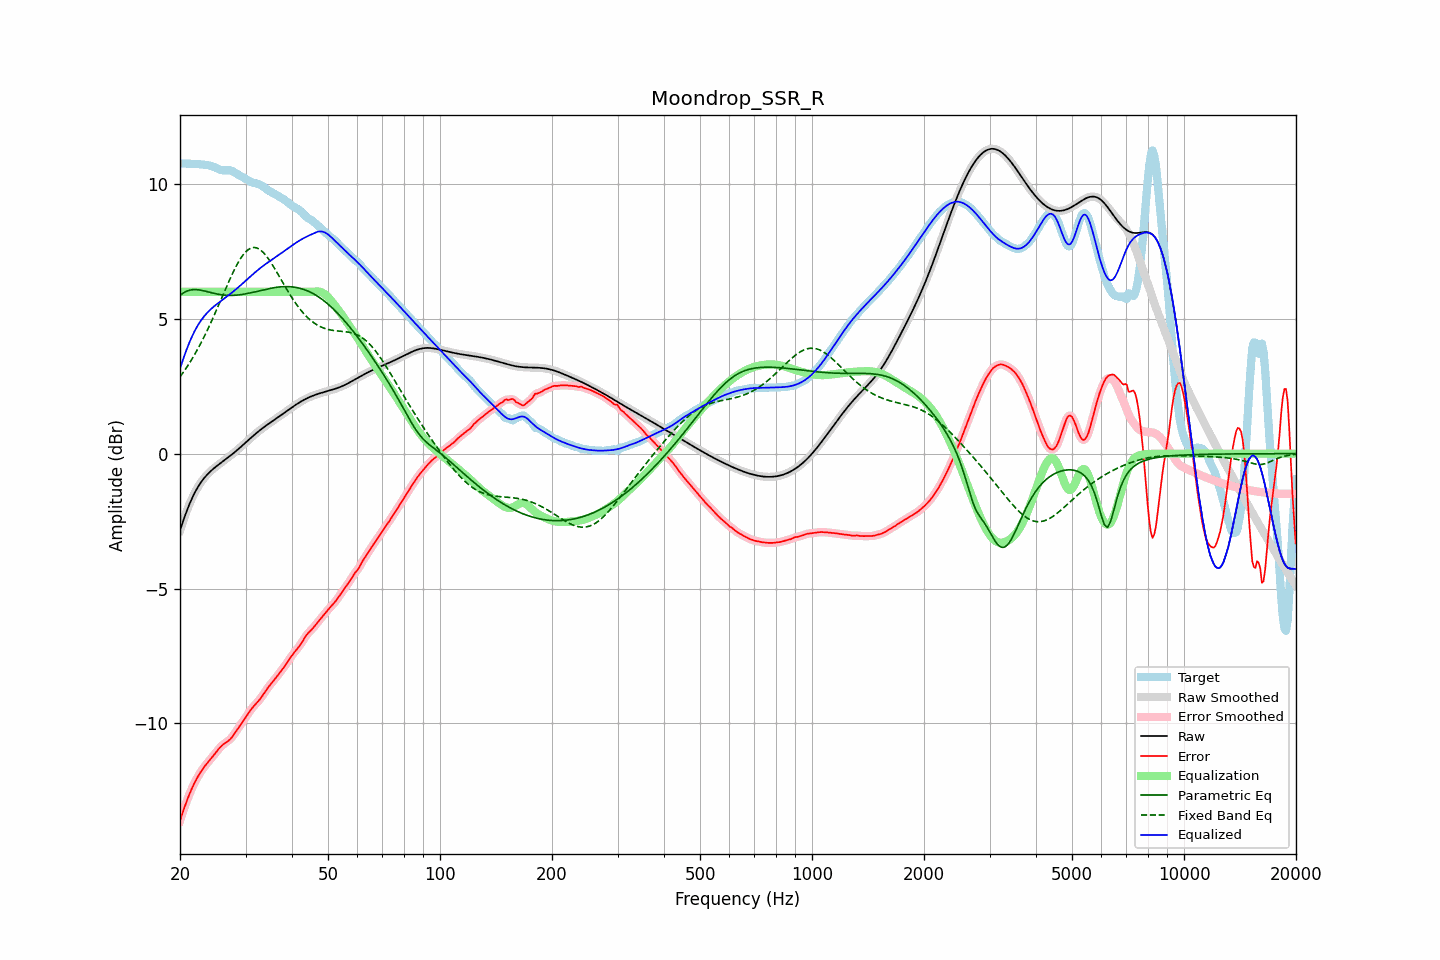 Moondrop_SSR_R
Amplitude (dBr)
10
5
0
−5
−10
20
50
100
200
500
1000
2000
5000
10000
20000
Frequency (Hz)
Target
Raw Smoothed
Error Smoothed
Raw
Error
Equalization
Parametric Eq
Fixed Band Eq
Equalized